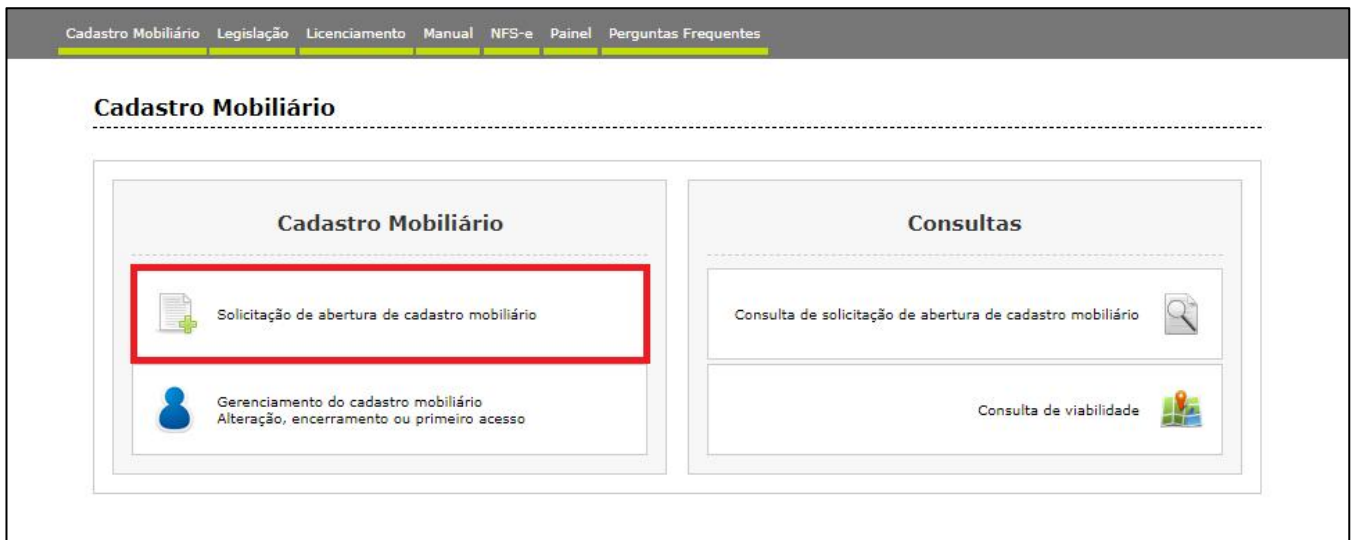 Cadastro Mobiliário Legislação Licenciamento Manual NFS-e Painel Perguntas Frequentes
Cadastro Mobiliário
Cadastro Mobiliário
Solicitação de abertura de cadastro mobiliário
Gerenciamento do cadastro mobiliário
Alteração, encerramento ou primeiro acesso
Consultas
Consulta de solicitação de abertura de cadastro mobiliário
Consulta de viabilidade